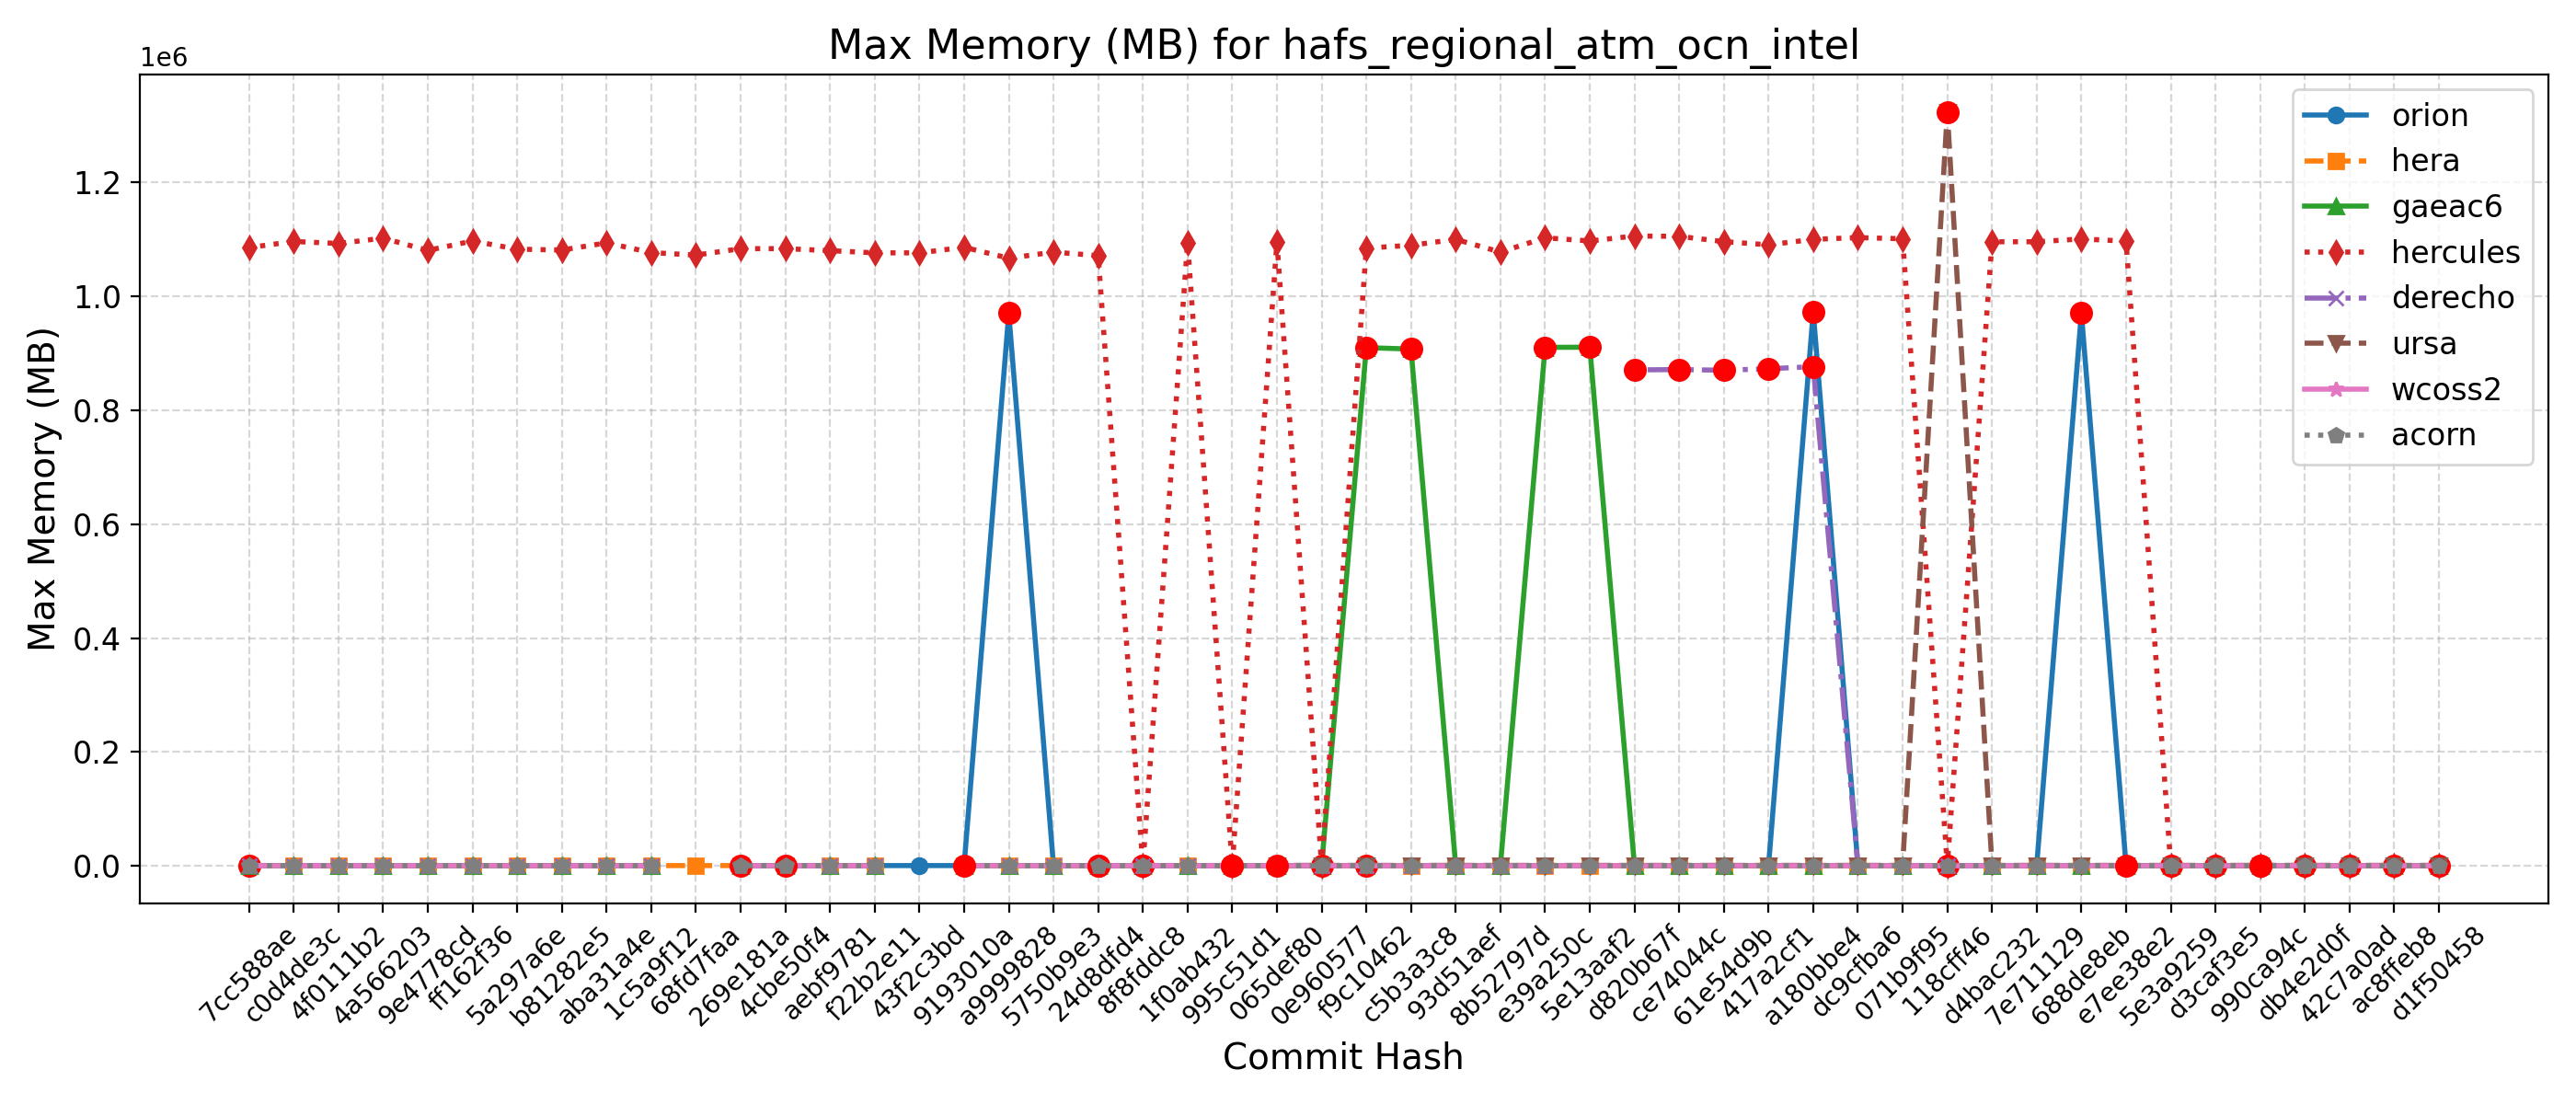 Max Memory (MB) for hafs_regional_atm_ocn_intel
1e6
1.2
1.0
0.8
0.6
0.4
0.2
0.0
Max Memory (MB)
orion
hera
gaeac6
hercules
derecho
ursa
wcoss2
acorn
7cc588ae
c0d4de3c
4f0111b2
4a566203
9e4778cd
ff162f36
5a297a6e
b81282e5
aba31a4e
1c5a9f12
68fd7faa
269e181a
4cbe50f4
aebf9781
f22b2e11
43f2c3bd
9193010a
a9999828
5750b9e3
24d8dfd4
8f8fddc8
1f0ab432
995c51d1
065def80
0e960577
f9c10462
c5b3a3c8
93d51aef
8b52797d
e39a250c
5e13aaf2
d820b67f
ce74044c
61e54d9b
417a2cf1
a180bbe4
dc9cfba6
071b9f95
118cff46
d4bac232
7e711129
688de8eb
e7ee38e2
5e3a9259
d3caf3e5
990ca94c
db4e2d0f
42c7a0ad
ac8ffeb8
d1f50458
Commit Hash